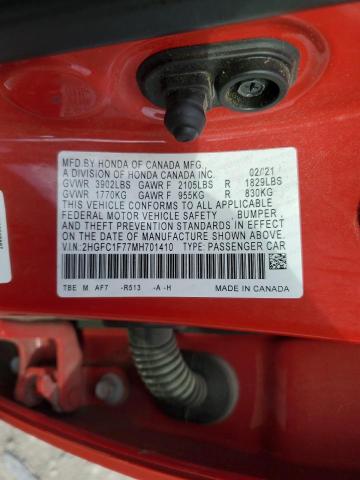 MFD.BY HONDA OF CANADA MFG.,
A DIVISION OF HONDA CANADA INC. 02/21
GVWR 3902LBS GAWR F 2105LBS R 1829LBS
GVWR 1770KG GAWR F 955KG R 830KG
THIS VEHICLE CONFORMS TO ALL APPLICABLE
FEDERAL MOTOR VEHICLE SAFETY, BUMPER,
AND THEFT PREVENTION STANDARDS IN EFFECT
ON THE DATE OF MANUFACTURE SHOWN ABOVE.
V.I.N: 2HGFC1F77MH701410 TYPE: PASSENGER CAR
TBE M AF7 -R513 -A -H MADE IN CANADA